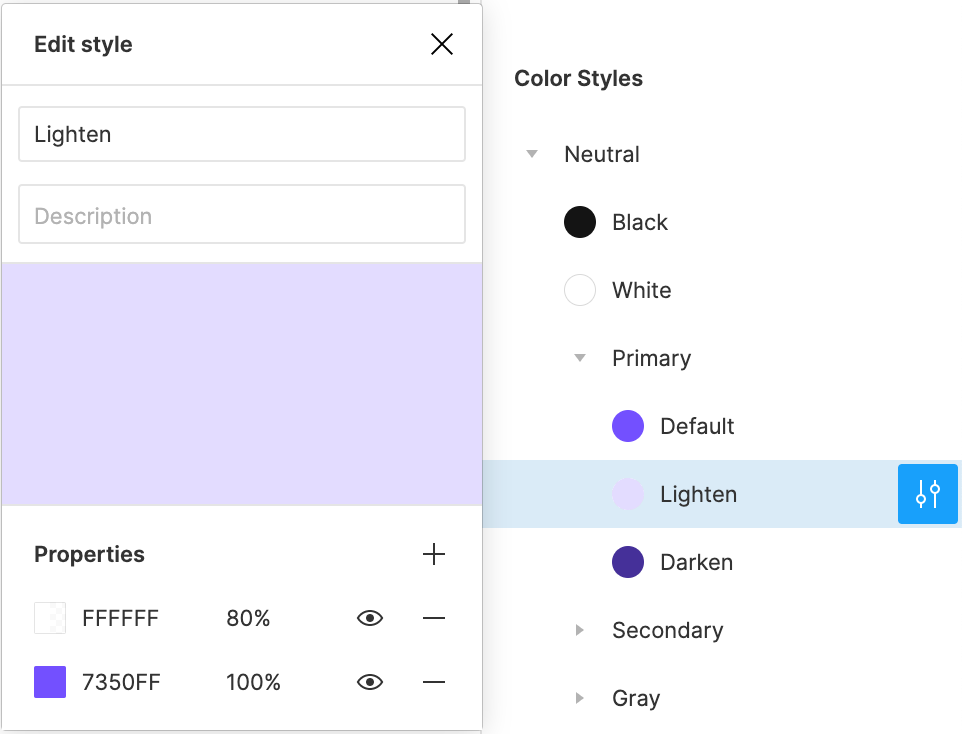 Edit style
Lighten
Description
Properties
FFFFFF 80%
7350FF 100%
Color Styles
Neutral
Black
White
Primary
Default
Lighten
Darken
Secondary
Gray